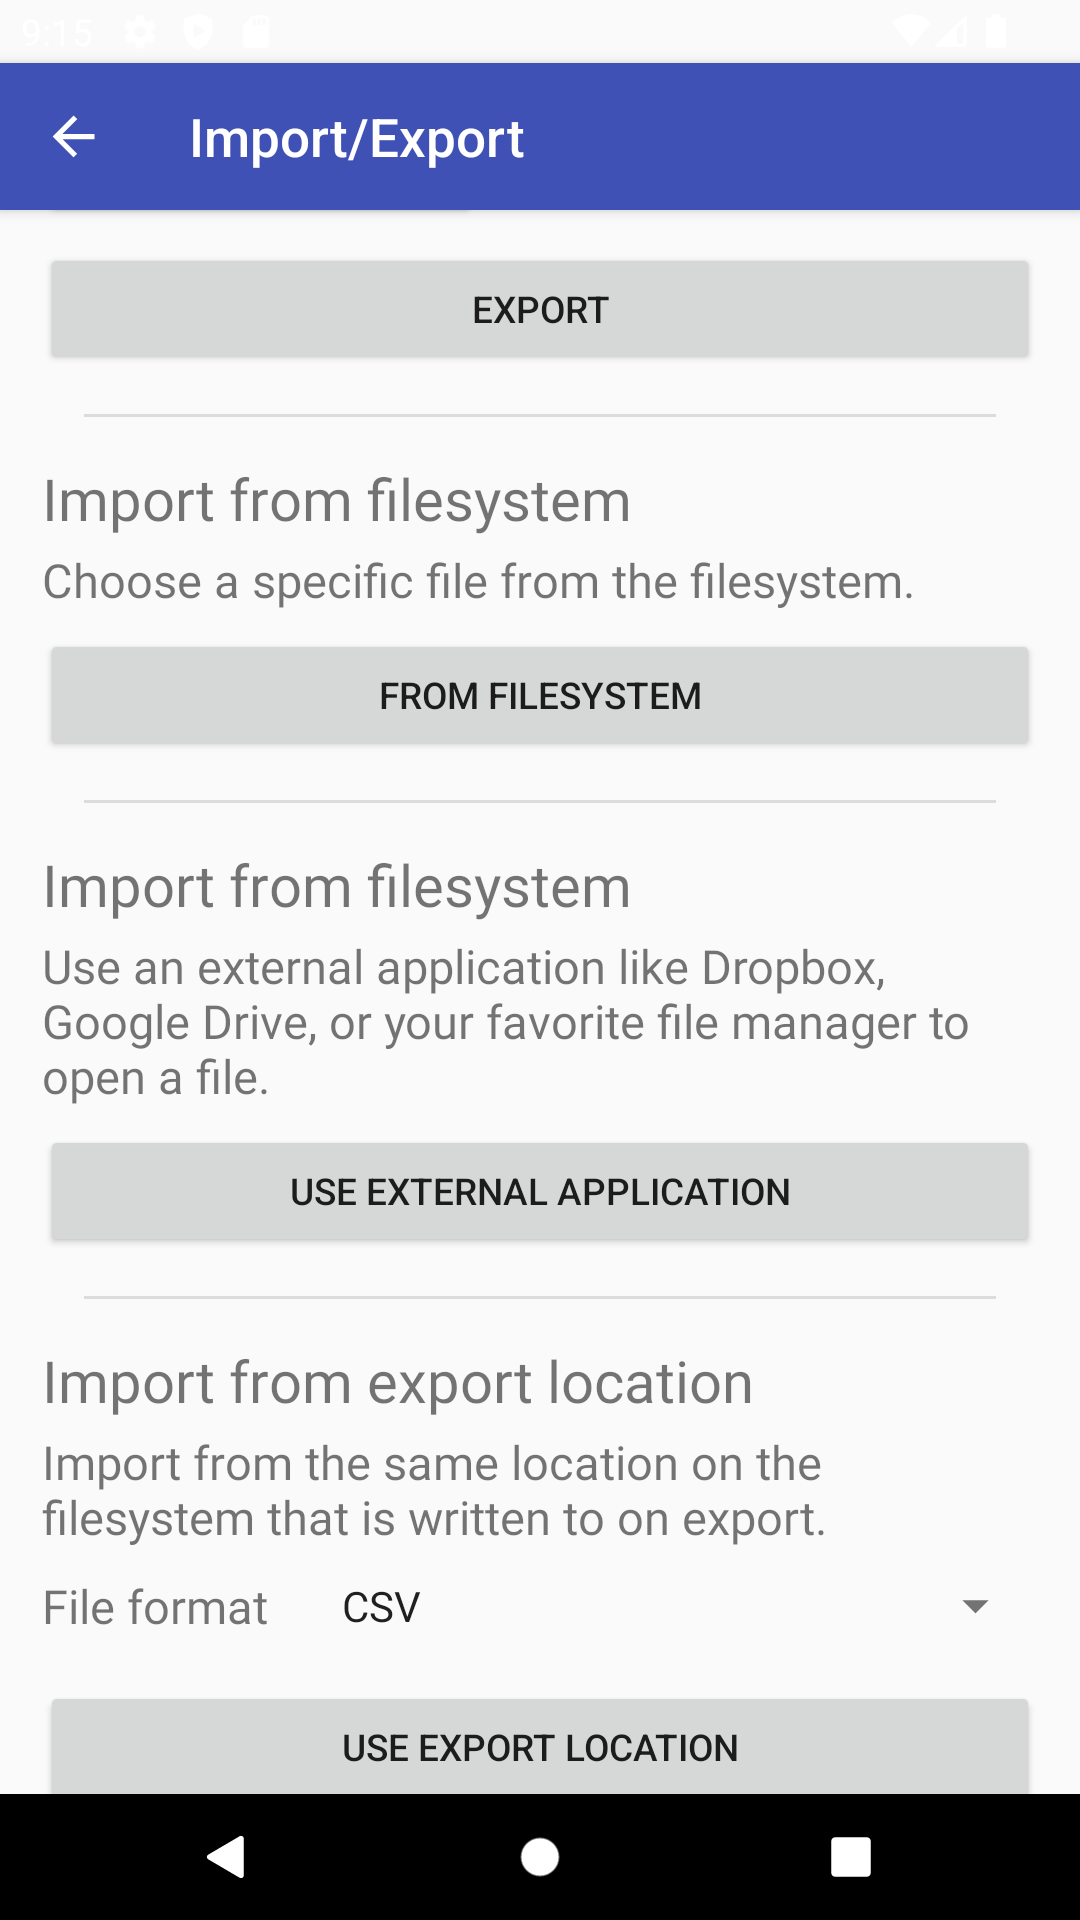 9:15
Import/Export
EXPORT
Import from filesystem
Choose a specific file from the filesystem.
FROM FILESYSTEM
Import from filesystem
Use an external application like Dropbox,
Google Drive, or your favorite file manager to
open a file.
USE EXTERNAL APPLICATION
Import from export location
Import from the same location on the
filesystem that is written to on export.
File format CSV
USE EXPORT LOCATION